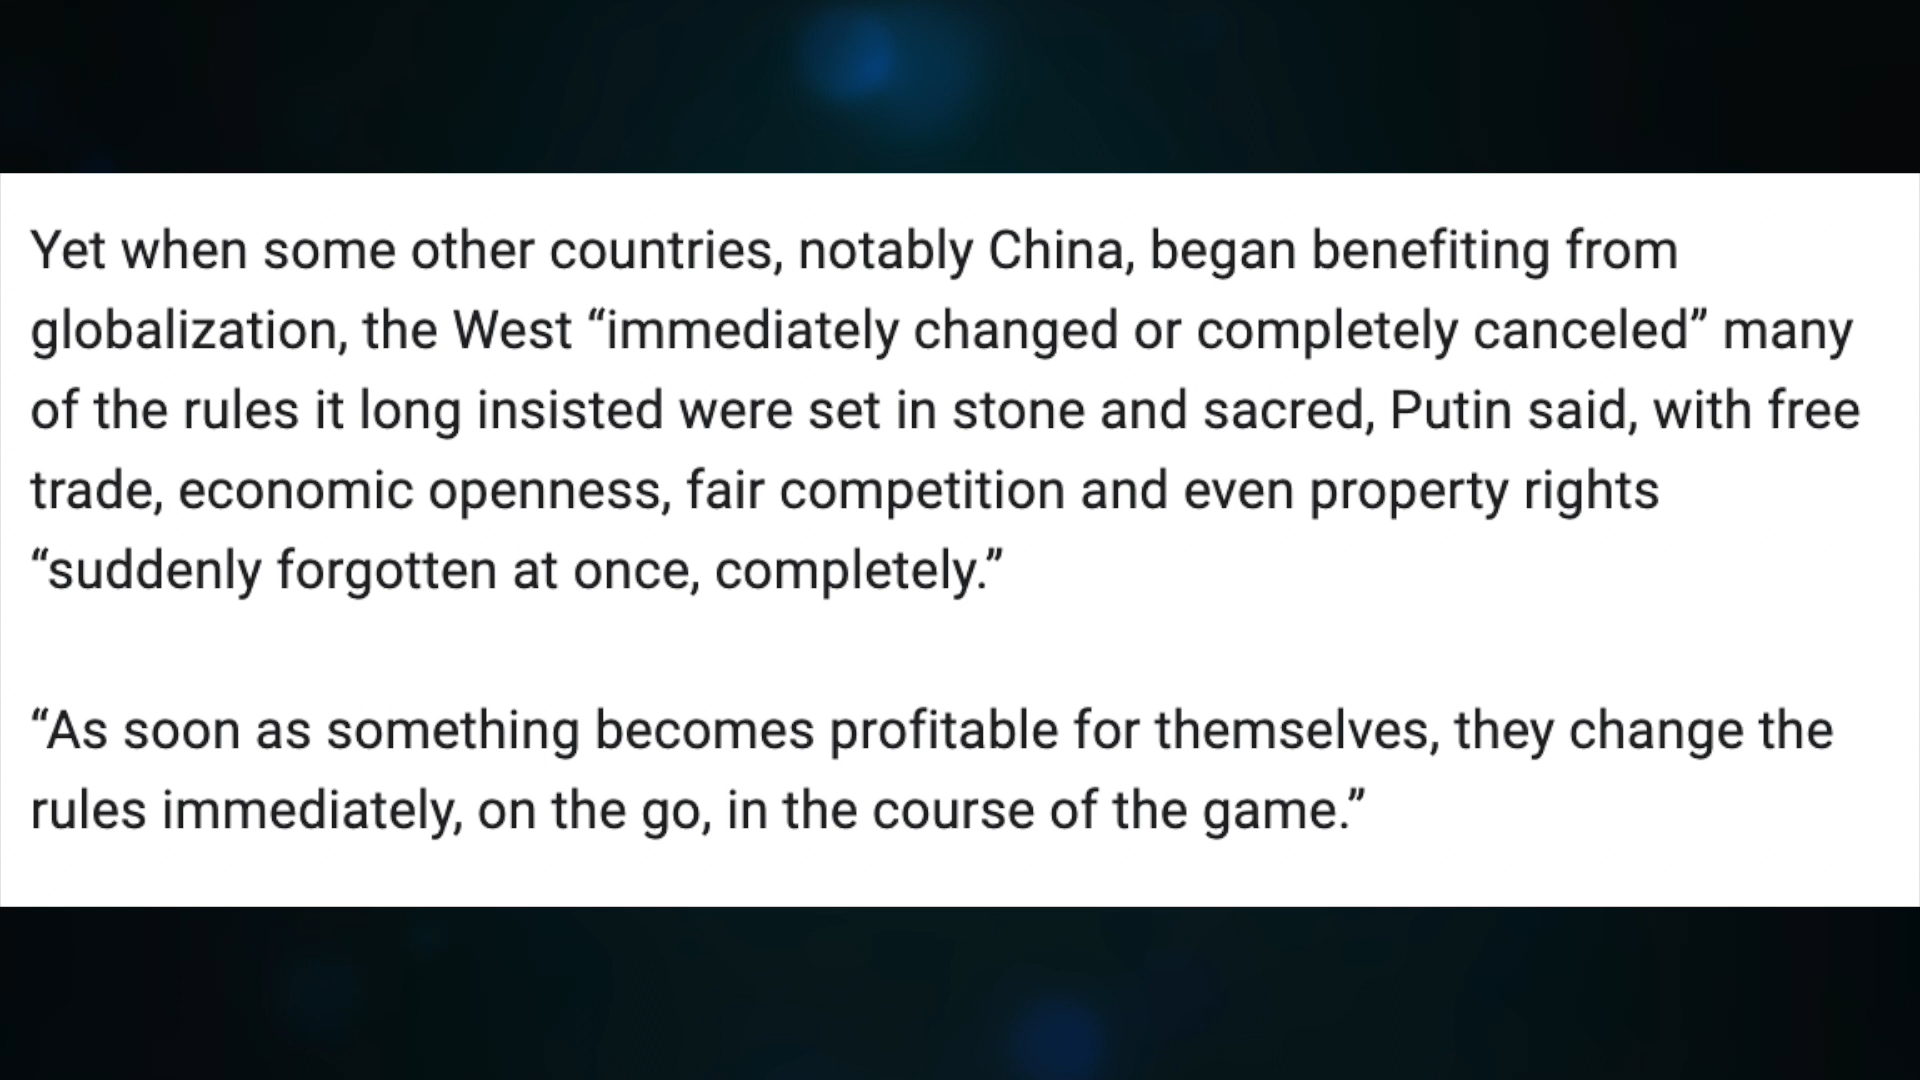 Yet when some other countries, notably China, began benefiting from
globalization, the West “immediately changed or completely canceled” many
of the rules it long insisted were set in stone and sacred, Putin said, with free
trade, economic openness, fair competition and even property rights
“suddenly forgotten at once, completely.”
“As soon as something becomes profitable for themselves, they change the
rules immediately, on the go, in the course of the game.”